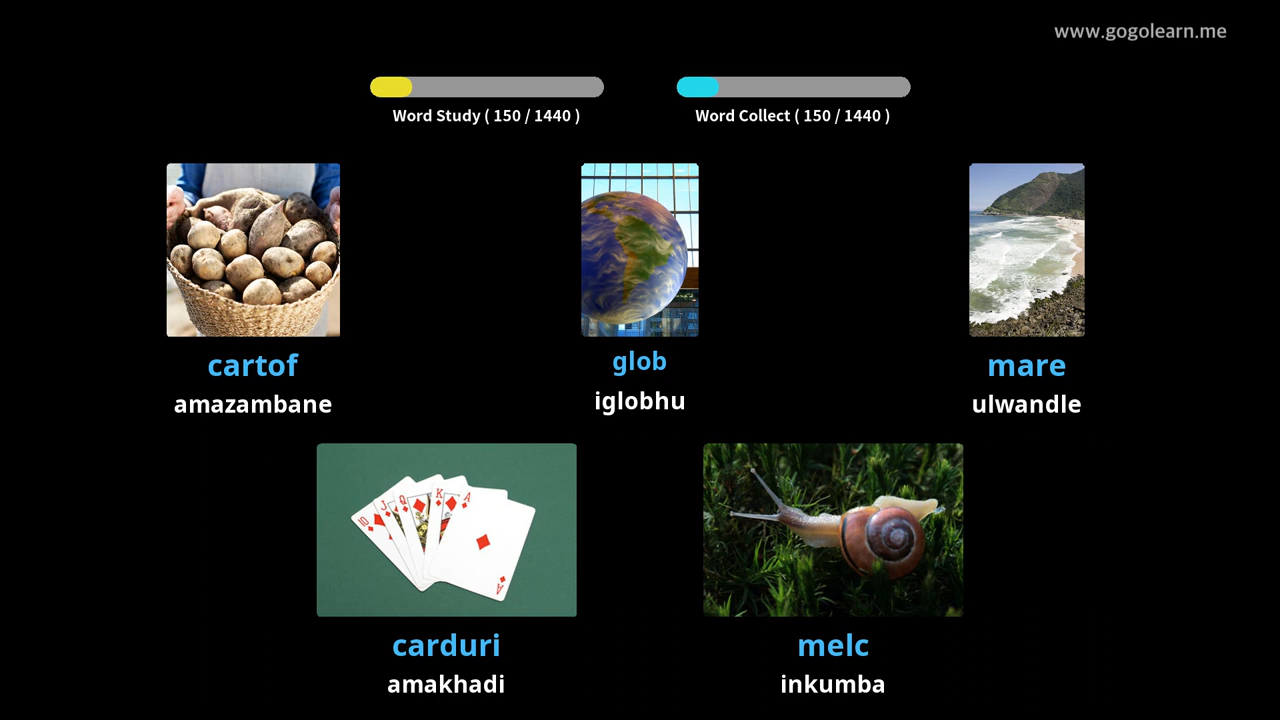 www.gogolearn.me
Word Study ( 150 / 1440 )
Word Collect ( 150 / 1440 )
cartof
amazambane
glob
iglobhu
mare
ulwandle
10 J Q K A
A
carduri
amakhadi
melc
inkumba